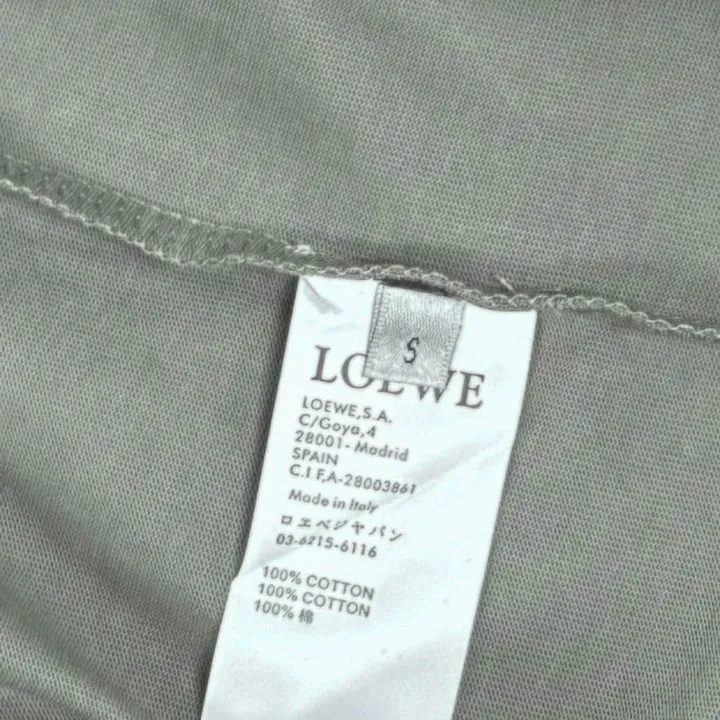 S
LOEWE
LOEWE,S.A.
C/Goya,4
28001- Madrid
SPAIN
C.I F,A-28003861
Made in Italy
ロエベジャパン
03-6215-6116
100% COTTON
100% COTTON
100% 棉